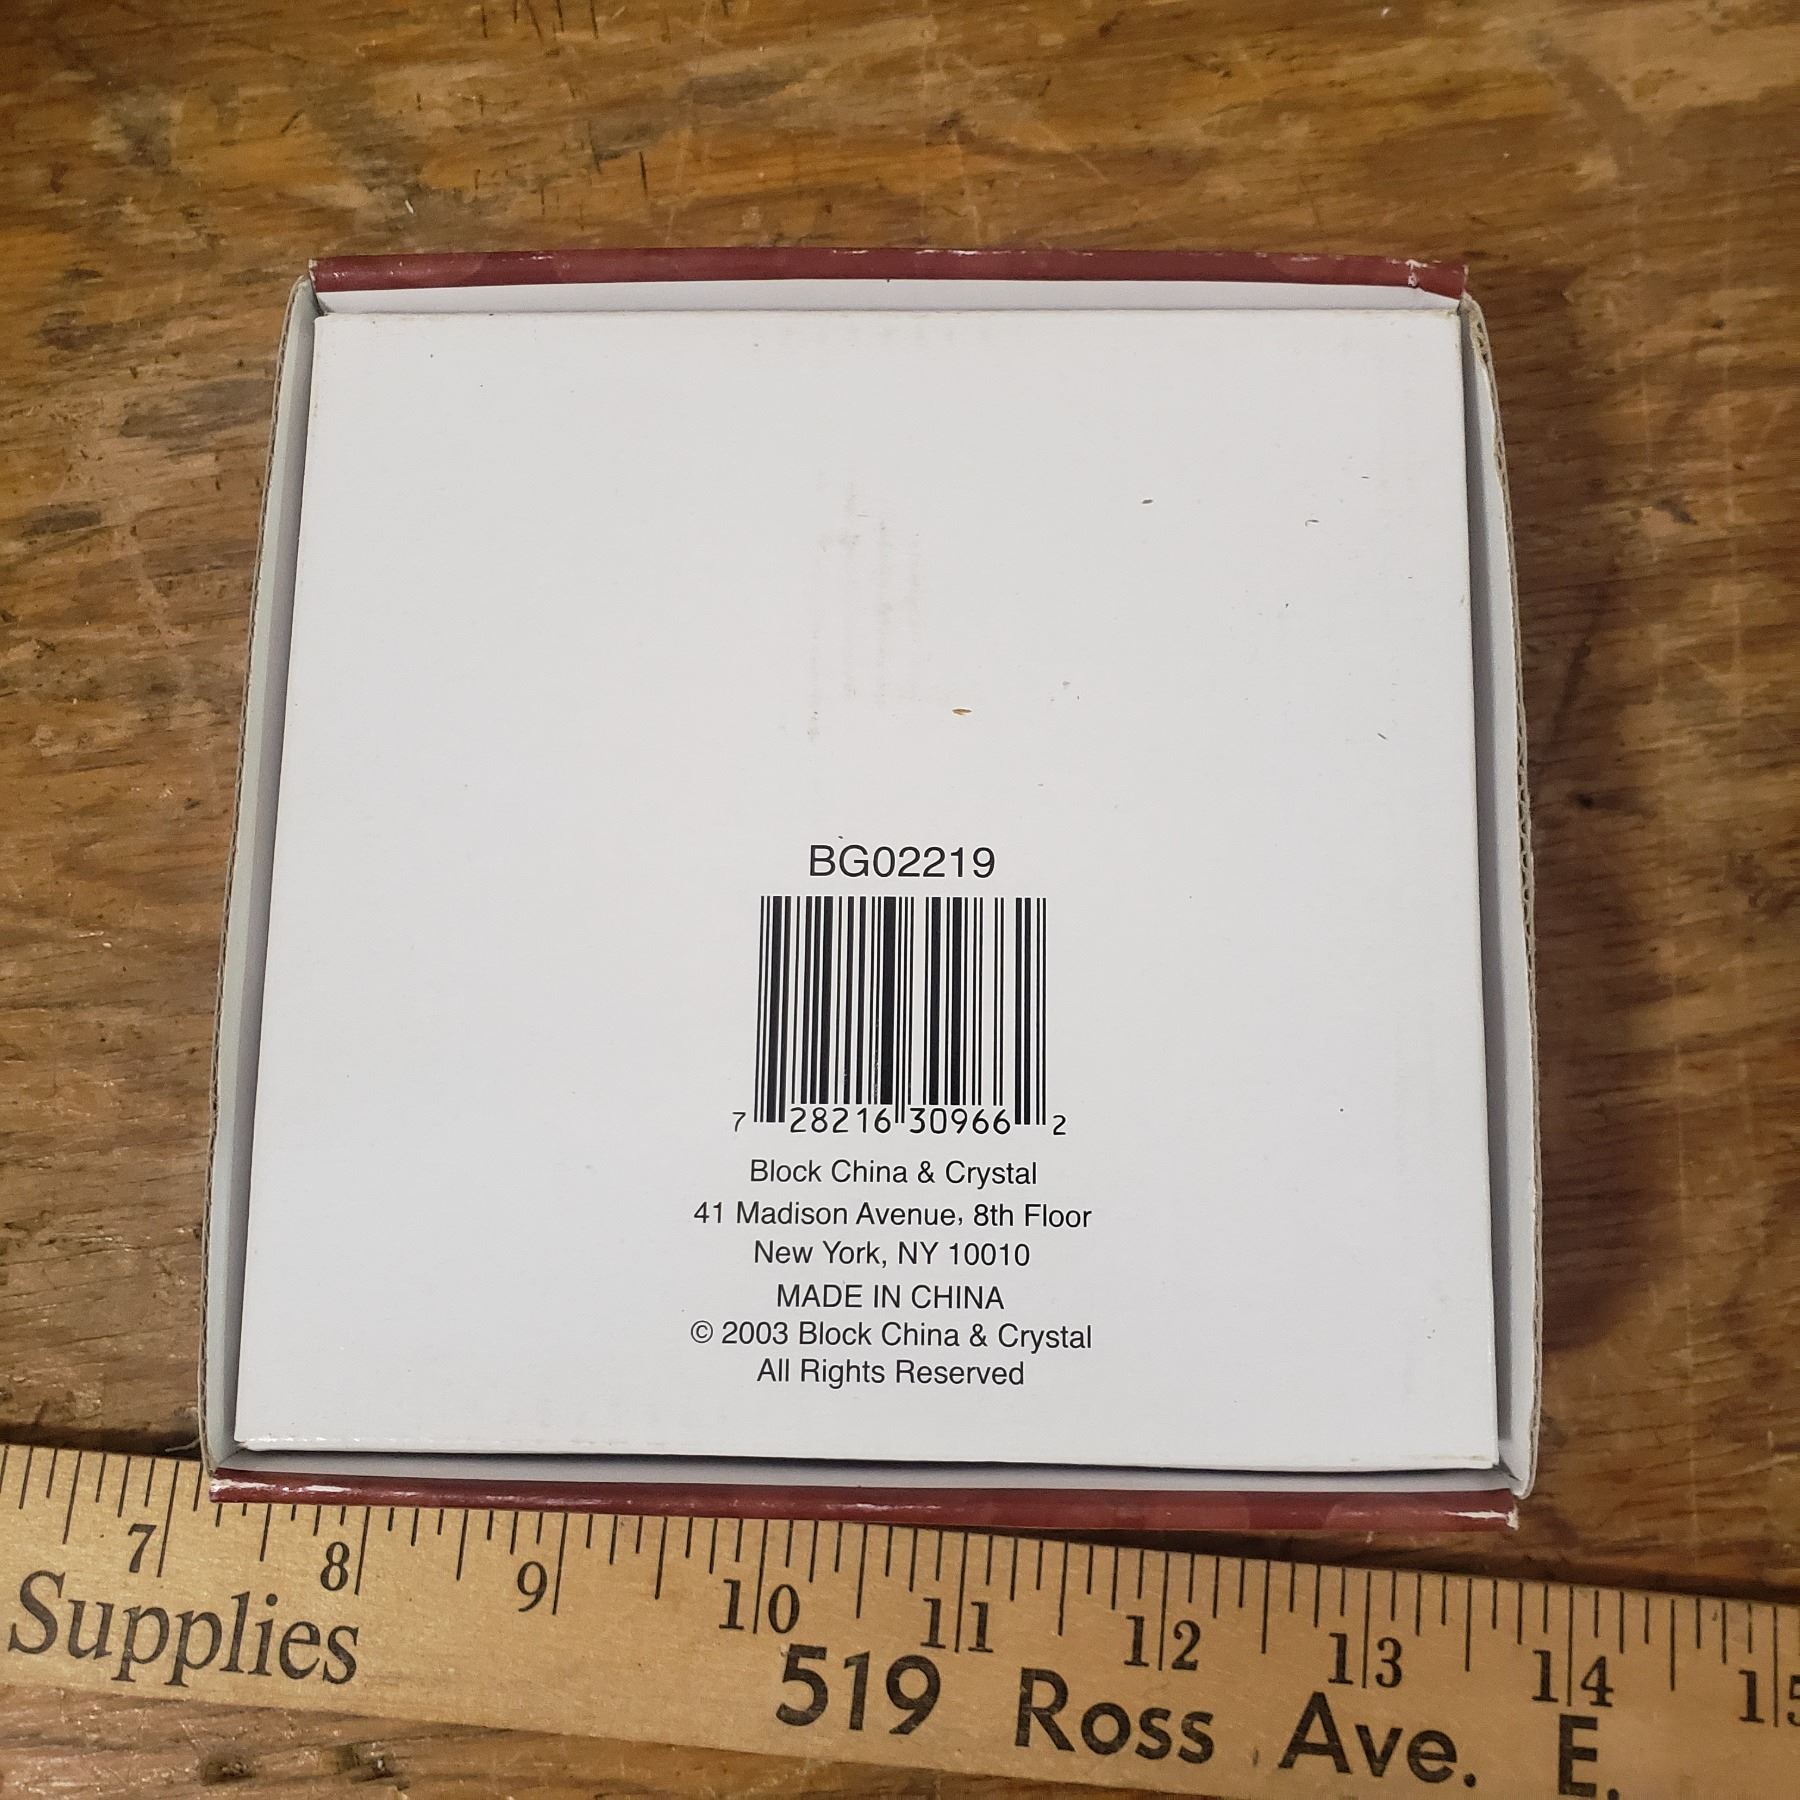 BG02219
7 28216 30966 2
Block China & Crystal
41 Madison Avenue, 8th Floor
New York, NY 10010
MADE IN CHINA
© 2003 Block China & Crystal
All Rights Reserved
7 8 9 10 11 12 13 14 15
Supplies 519 Ross Ave. E.